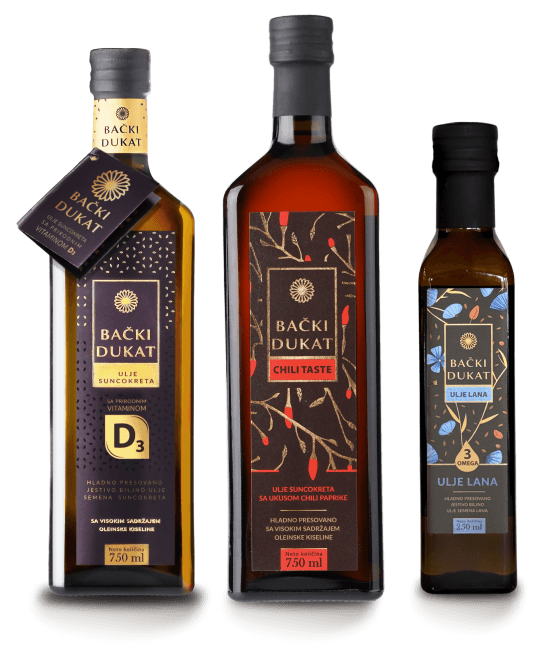 BAČKI
DUKAT
BAČKI
DUKAT
ULJE SUNCOKRETA
SA PRIRODNIM
VITAMINOM D3
BAČKI
DUKAT
ULJE
SUNCOKRETA
SA PRIRODNIM
VITAMINOM
D3
HLADNO PRESOVANO
JESTIVO BILJNO ULJE
SEMENA SUNCOKRETA
SA VISOKIM SADRŽAJEM
OLEINSKE KISELINE
Neto količina
750 ml
BAČKI
DUKAT
CHILI TASTE
ULJE SUNCOKRETA
SA UKUSOM CHILI PAPRIKE
HLADNO PRESOVANO
SA VISOKIM SADRŽAJEM
OLEINSKE KISELINE
Neto količina
750 ml
BAČKI
DUKAT
ULJE LANA
3
OMEGA
ULJE LANA
HLADNO PRESOVANO
JESTIVO BILJNO
ULJE SEMENA LANA
Neto količina
250 ml